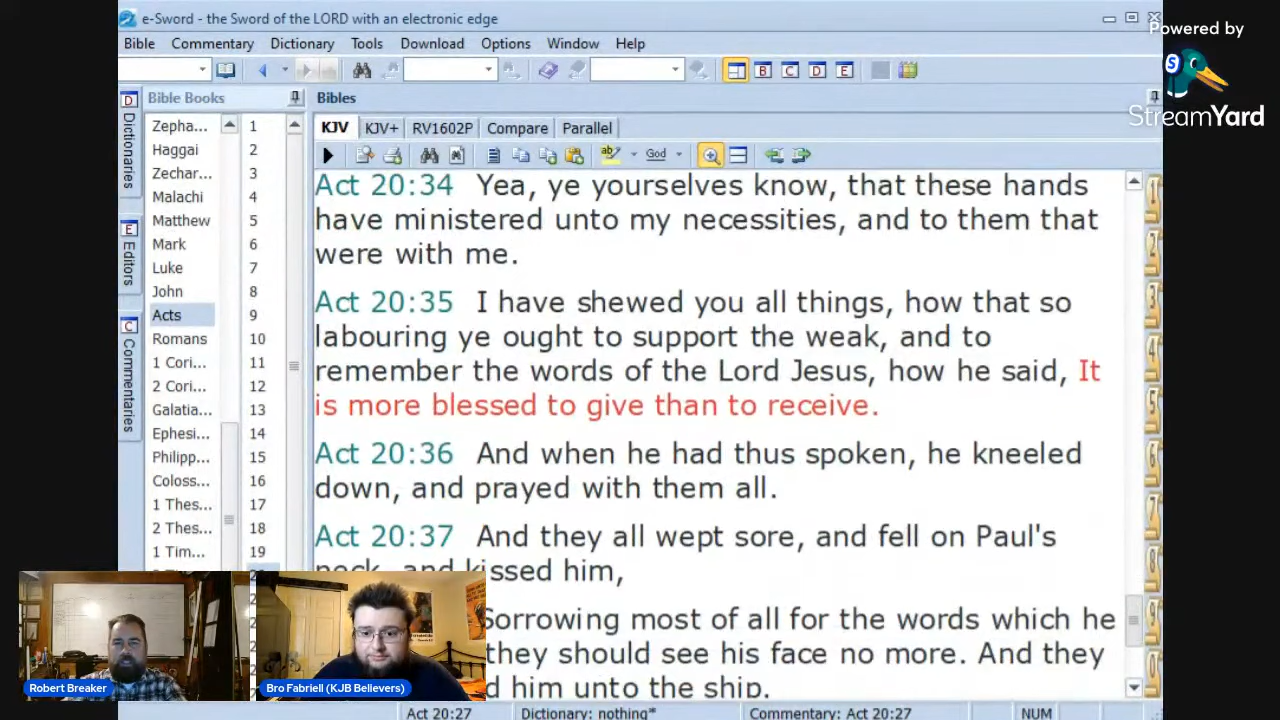 e-Sword - the Sword of the LORD with an electronic edge
Powered by
StreamYard
Bible Commentary Dictionary Tools Download Options Window Help
B C D E
Bible Books
Bibles
D Dictionaries
E Editors
C Commentaries
Zepha...
Haggai
Zechar...
Malachi
Matthew
Mark
Luke
John
Acts
Romans
1 Cori...
2 Cori...
Galatia...
Ephesi...
Philipp...
Coloss...
1 Thes...
2 Thes...
1 Tim...
1
2
3
4
5
6
7
8
9
10
11
12
13
14
15
16
17
18
19
KJV KJV+ RV1602P Compare Parallel
God
Act 20:34 Yea, ye yourselves know, that these hands
have ministered unto my necessities, and to them that
were with me.
Act 20:35 I have shewed you all things, how that so
labouring ye ought to support the weak, and to
remember the words of the Lord Jesus, how he said, It
is more blessed to give than to receive.
Act 20:36 And when he had thus spoken, he kneeled
down, and prayed with them all.
Act 20:37 And they all wept sore, and fell on Paul's
neck, and kissed him,
Sorrowing most of all for the words which he
they should see his face no more. And they
d him unto the ship.
Robert Breaker
Bro Fabriell (KJB Believers)
Act 20:27 Dictionary: nothing* Commentary: Act 20:27 NUM